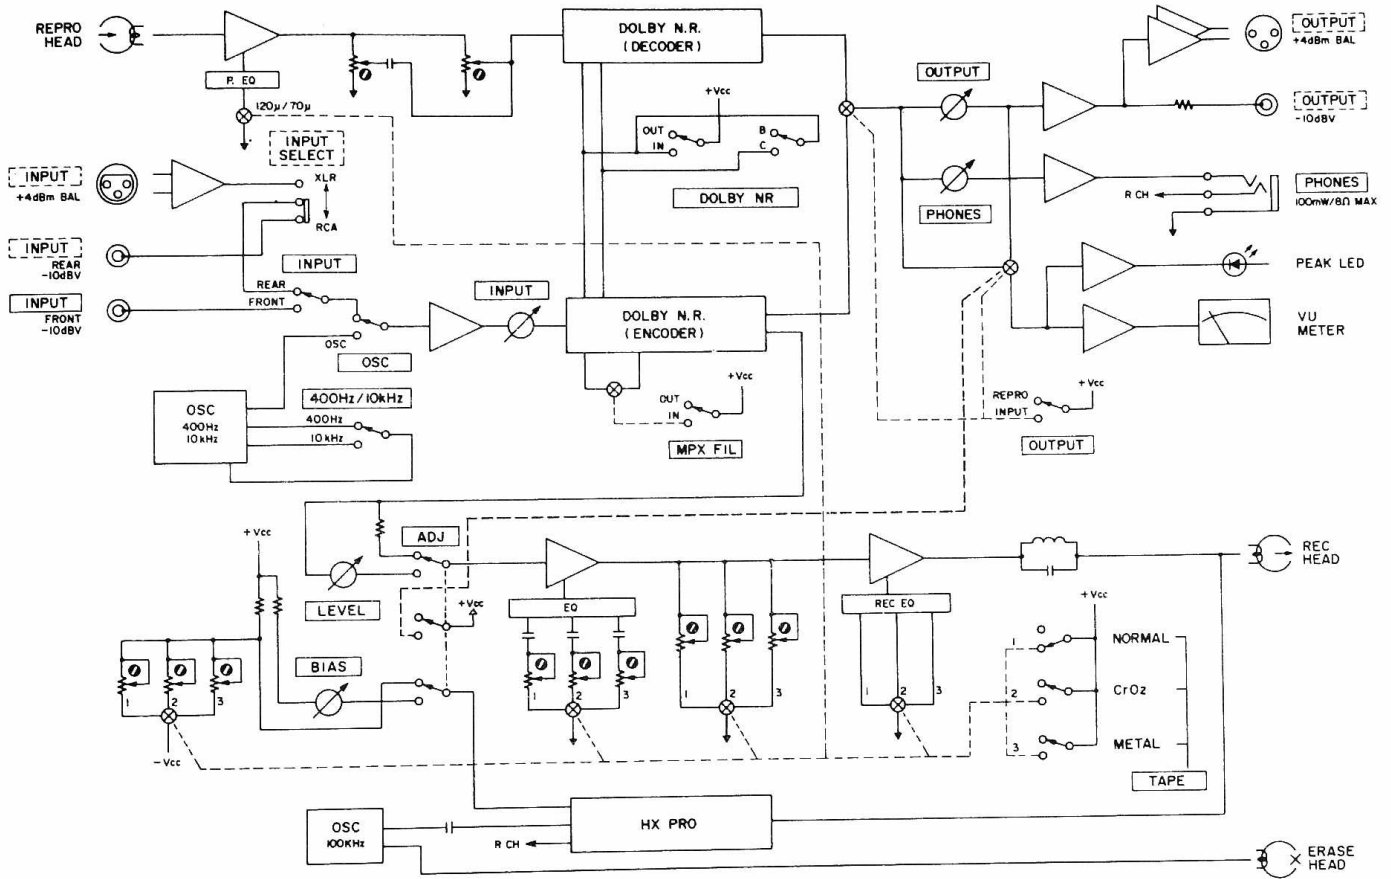 REPRO
HEAD
P. EQ
120μ/70μ
DOLBY N.R.
(DECODER)
+Vcc
OUT
IN
B
C
DOLBY NR
OUTPUT
PHONES
OUTPUT
+4dBm BAL
OUTPUT
-10dBV
R CH
PHONES
100mW/8Ω MAX
PEAK LED
VU
METER
INPUT
SELECT
XLR
RCA
INPUT
+4dBm BAL
INPUT
REAR
-10dBV
INPUT
FRONT
-10dBV
INPUT
REAR
FRONT
OSC
OSC
INPUT
DOLBY N.R.
(ENCODER)
OSC
400Hz
10kHz
400Hz/10kHz
400Hz
10kHz
+Vcc
OUT
IN
MPX FIL
+Vcc
REPRO
INPUT
OUTPUT
+Vcc
ADJ
LEVEL
+Vcc
BIAS
1
2
3
-Vcc
EQ
1
2
3
1
2
3
REC EQ
1
2
3
REC
HEAD
+Vcc
1
NORMAL
2
CrO2
3
METAL
TAPE
OSC
100KHz
R CH
HX PRO
ERASE
HEAD